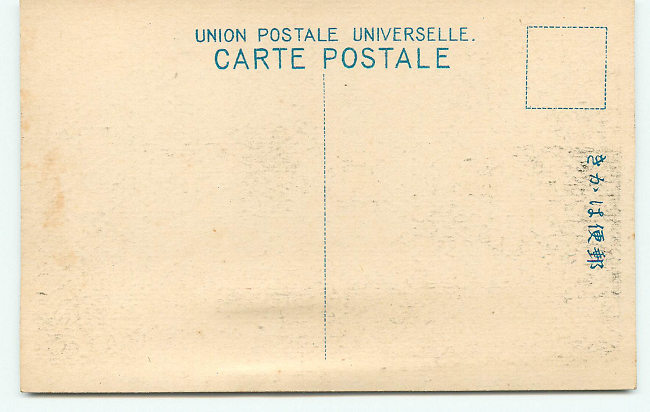 UNION POSTALE UNIVERSELLE.
CARTE POSTALE
きかは便郵